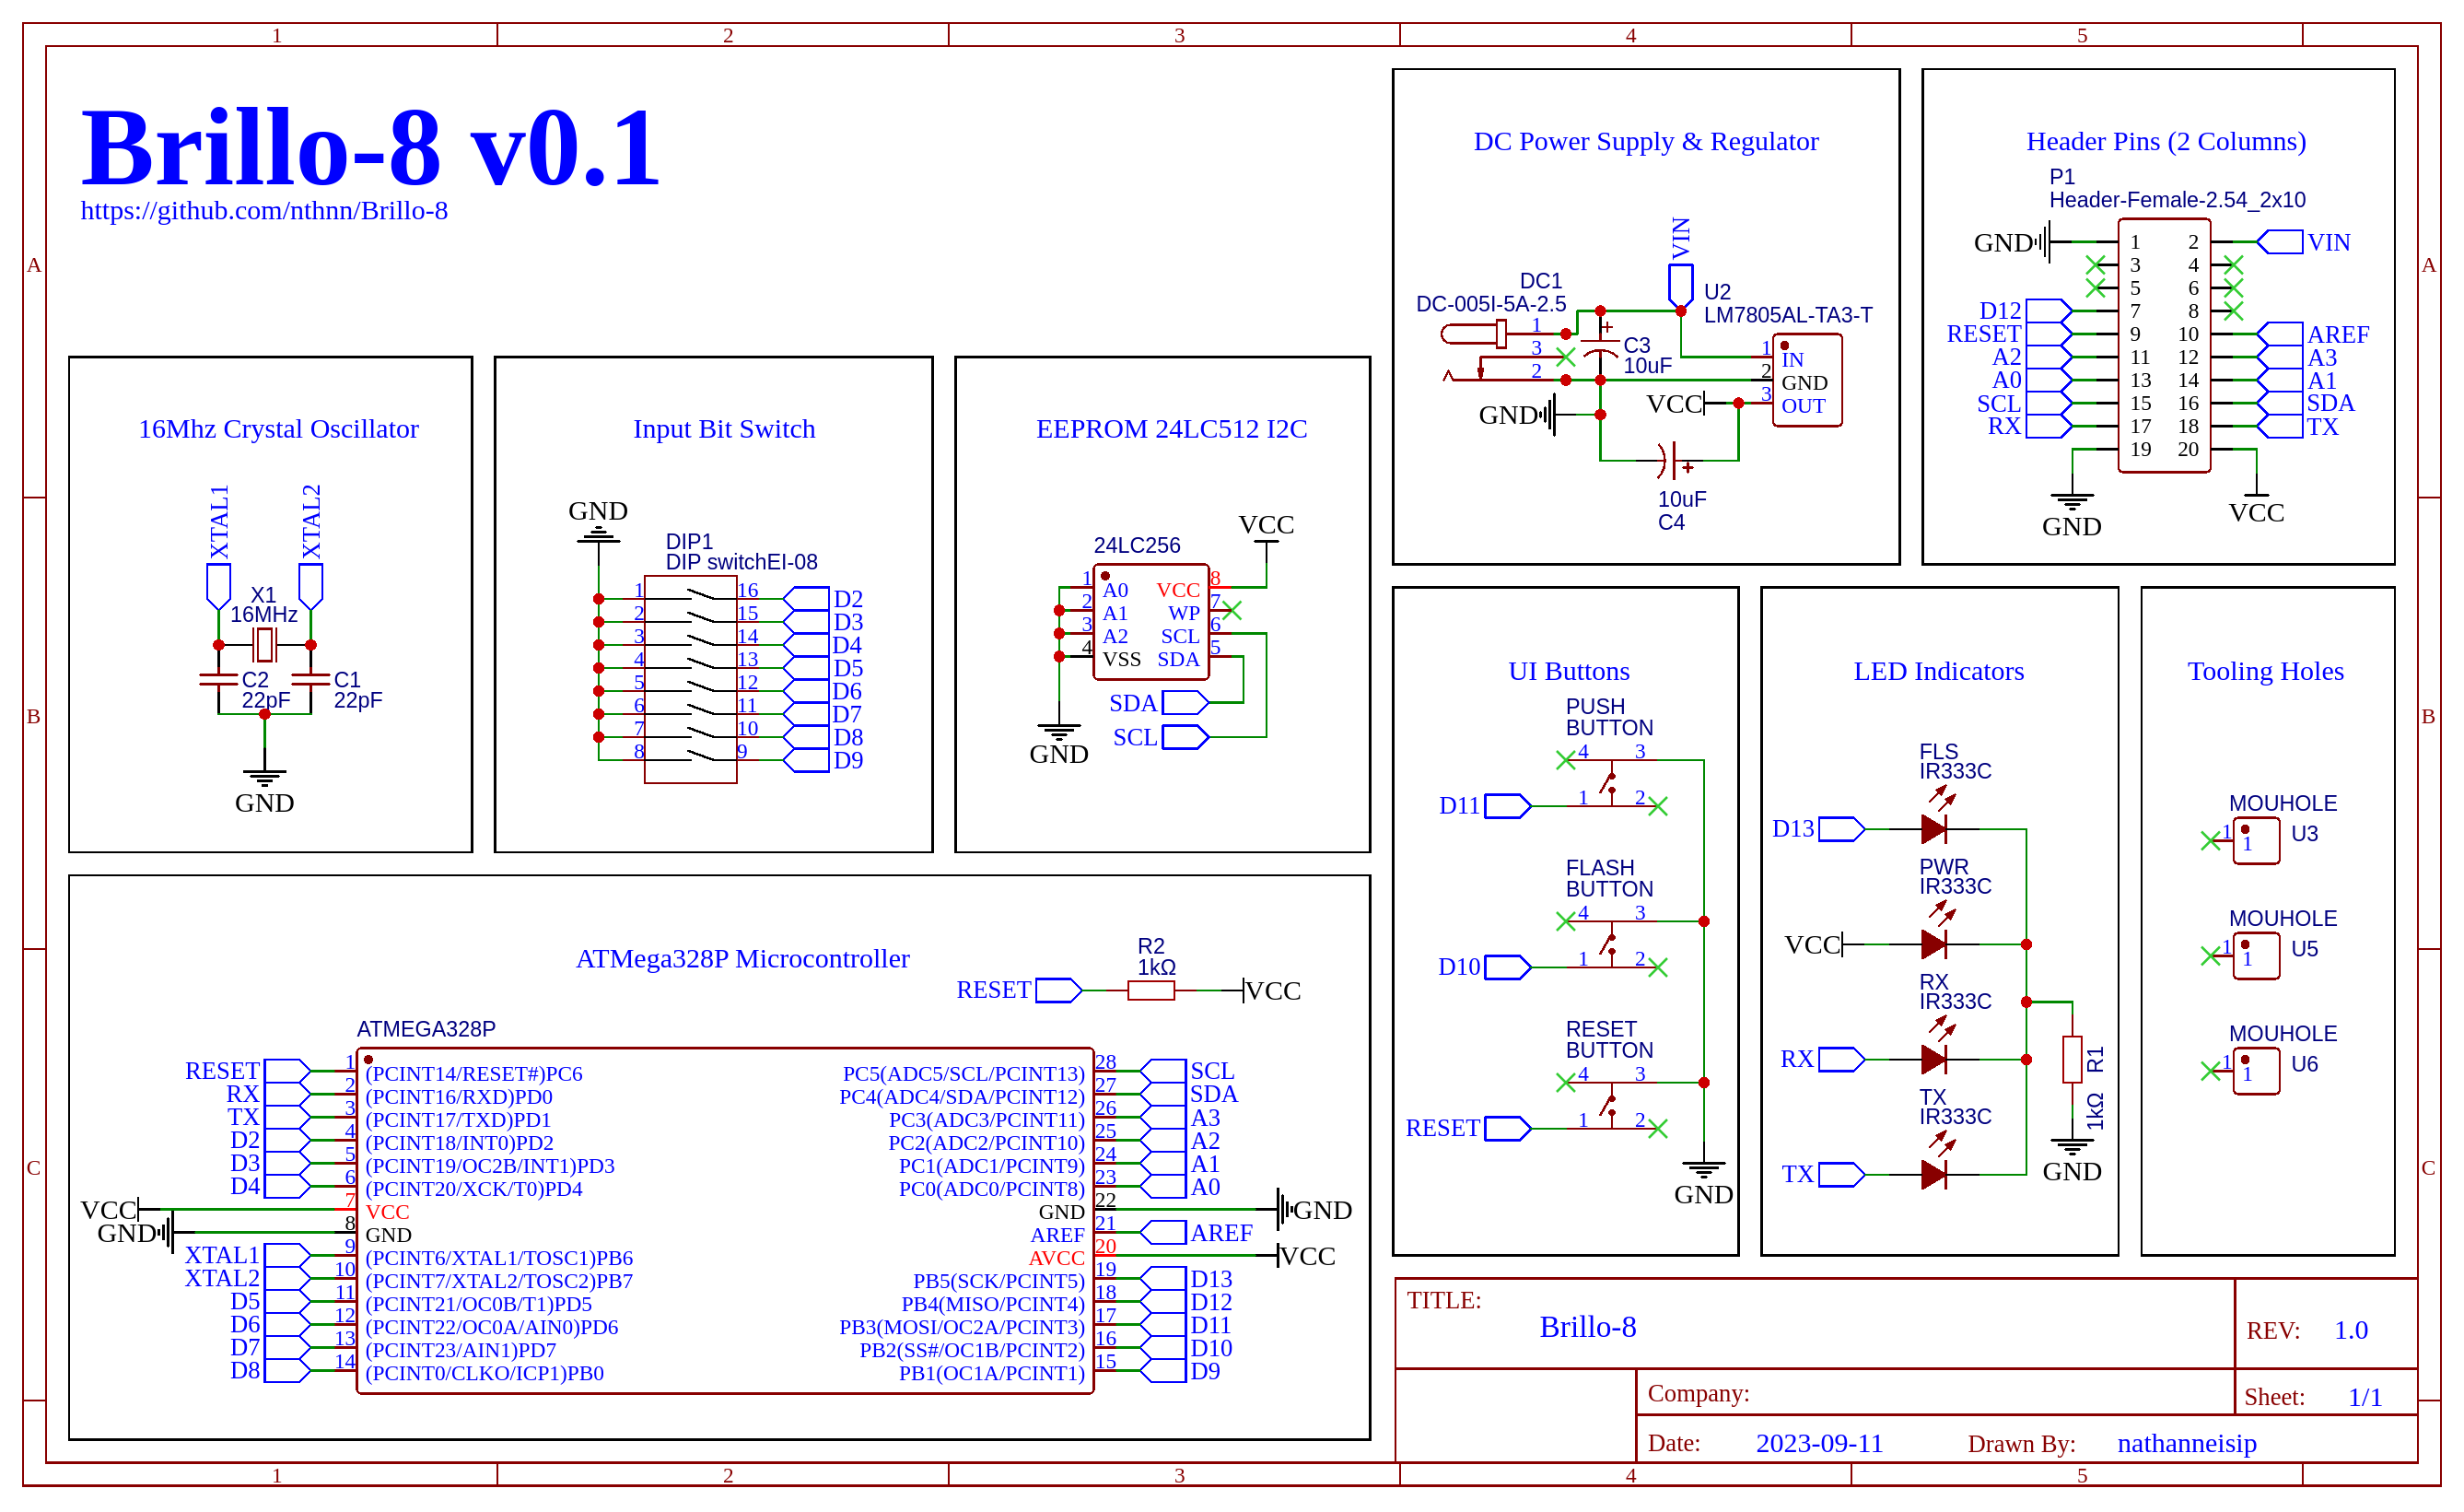 1 2 3 4 5
A A
B B
C C
Brillo-8 v0.1
https://github.com/nthnn/Brillo-8
16Mhz Crystal Oscillator
XTAL1
XTAL2
X1
16MHz
C2
22pF
C1
22pF
GND
Input Bit Switch
GND
DIP1
DIP switchEI-08
1 16 D2
2 15 D3
3 14 D4
4 13 D5
5 12 D6
6 11 D7
7 10 D8
8 9 D9
EEPROM 24LC512 I2C
VCC
24LC256
1 A0 VCC 8
2 A1 WP 7
3 A2 SCL 6
4 VSS SDA 5
SDA
SCL
GND
DC Power Supply & Regulator
VIN
DC1
DC-005I-5A-2.5
1
3
2
+
C3
10uF
U2
LM7805AL-TA3-T
1 IN
2 GND
3 OUT
VCC
GND
+
10uF
C4
Header Pins (2 Columns)
P1
Header-Female-2.54_2x10
GND 1 2 VIN
3 4
5 6
D12 7 8
RESET 9 10 AREF
A2 11 12 A3
A0 13 14 A1
SCL 15 16 SDA
RX 17 18 TX
19 20
GND
VCC
ATMega328P Microcontroller
R2
1kΩ
RESET VCC
ATMEGA328P
RESET 1 (PCINT14/RESET#)PC6 PC5(ADC5/SCL/PCINT13) 28 SCL
RX 2 (PCINT16/RXD)PD0 PC4(ADC4/SDA/PCINT12) 27 SDA
TX 3 (PCINT17/TXD)PD1 PC3(ADC3/PCINT11) 26 A3
D2 4 (PCINT18/INT0)PD2 PC2(ADC2/PCINT10) 25 A2
D3 5 (PCINT19/OC2B/INT1)PD3 PC1(ADC1/PCINT9) 24 A1
D4 6 (PCINT20/XCK/T0)PD4 PC0(ADC0/PCINT8) 23 A0
VCC 7 VCC GND 22 GND
GND 8 GND AREF 21 AREF
XTAL1 9 (PCINT6/XTAL1/TOSC1)PB6 AVCC 20 VCC
XTAL2 10 (PCINT7/XTAL2/TOSC2)PB7 PB5(SCK/PCINT5) 19 D13
D5 11 (PCINT21/OC0B/T1)PD5 PB4(MISO/PCINT4) 18 D12
D6 12 (PCINT22/OC0A/AIN0)PD6 PB3(MOSI/OC2A/PCINT3) 17 D11
D7 13 (PCINT23/AIN1)PD7 PB2(SS#/OC1B/PCINT2) 16 D10
D8 14 (PCINT0/CLKO/ICP1)PB0 PB1(OC1A/PCINT1) 15 D9
UI Buttons
PUSH
BUTTON
4 3
D11 1 2
FLASH
BUTTON
4 3
D10 1 2
RESET
BUTTON
4 3
RESET 1 2
GND
LED Indicators
FLS
IR333C
D13
PWR
IR333C
VCC
RX
IR333C
RX
TX
IR333C
TX
R1
1kΩ
GND
Tooling Holes
MOUHOLE
1 1 U3
MOUHOLE
1 1 U5
MOUHOLE
1 1 U6
TITLE:
Brillo-8
REV: 1.0
Company:
Sheet: 1/1
Date: 2023-09-11
Drawn By: nathanneisip
1 2 3 4 5